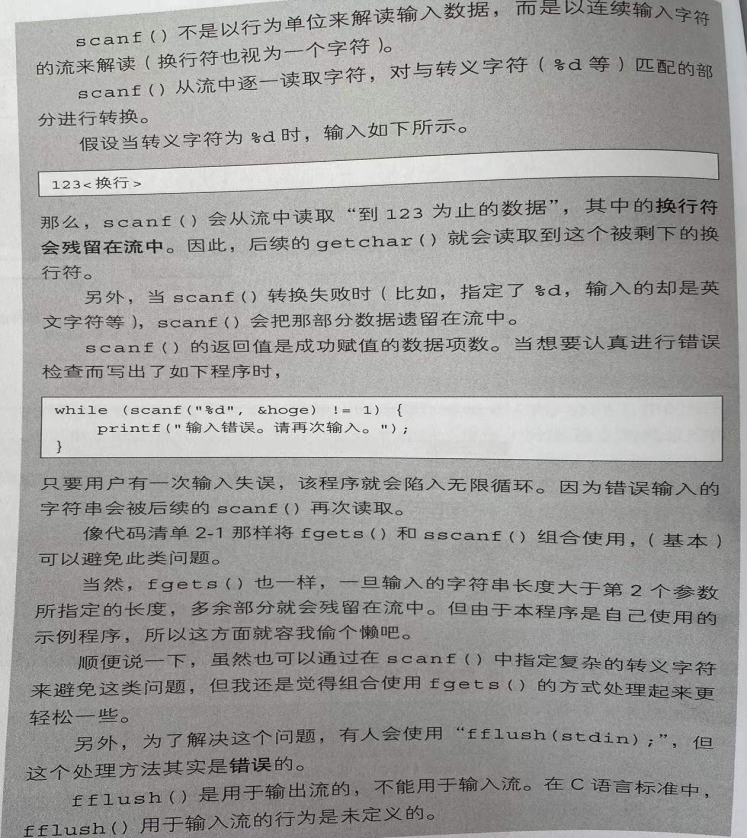 scanf() 不是以行为单位来解读输入数据，而是以连续输入字符
的流来解读（换行符也视为一个字符）。
scanf() 从流中逐一读取字符，对与转义字符（%d 等）匹配的部
分进行转换。
假设当转义字符为 %d 时，输入如下所示。
123<换行>
那么，scanf() 会从流中读取“到 123 为止的数据”，其中的换行符
会残留在流中。因此，后续的 getchar() 就会读取到这个被剩下的换
行符。
另外，当 scanf() 转换失败时（比如，指定了 %d，输入的却是英
文字符等），scanf() 会把那部分数据遗留在流中。
scanf() 的返回值是成功赋值的数据项数。当想要认真进行错误
检查而写出了如下程序时，
while (scanf("%d", &hoge) != 1) {
    printf("输入错误。请再次输入。");
}
只要用户有一次输入失误，该程序就会陷入无限循环。因为错误输入的
字符串会被后续的 scanf() 再次读取。
像代码清单 2-1 那样将 fgets() 和 sscanf() 组合使用，（基本）
可以避免此类问题。
当然，fgets() 也一样，一旦输入的字符串长度大于第 2 个参数
所指定的长度，多余部分就会残留在流中。但由于本程序是自己使用的
示例程序，所以这方面就容我偷个懒吧。
顺便说一下，虽然也可以通过在 scanf() 中指定复杂的转义字符
来避免这类问题，但我还是觉得组合使用 fgets() 的方式处理起来更
轻松一些。
另外，为了解决这个问题，有人会使用“fflush(stdin);”，但
这个处理方法其实是错误的。
fflush() 是用于输出流的，不能用于输入流。在 C 语言标准中，
fflush() 用于输入流的行为是未定义的。